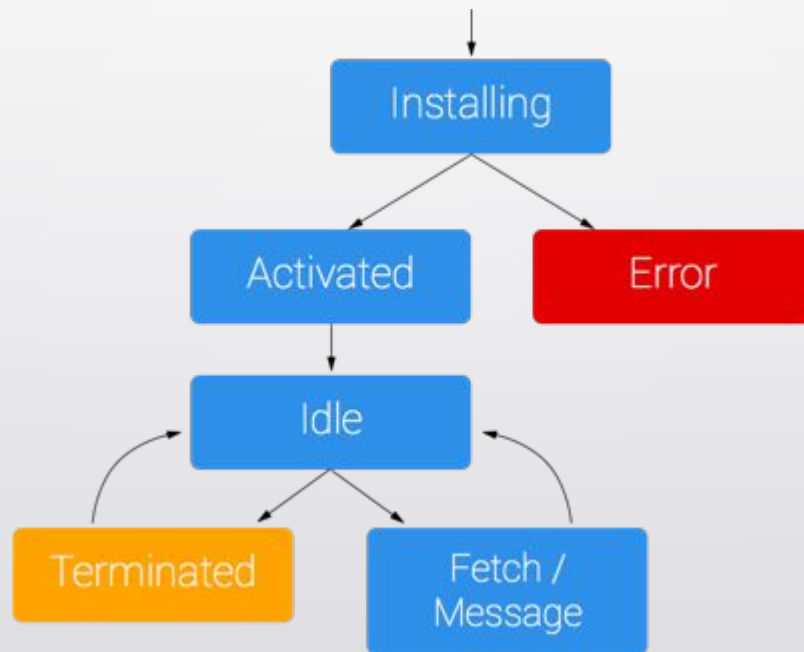 Installing
Activated
Error
Idle
Terminated
Fetch /
Message